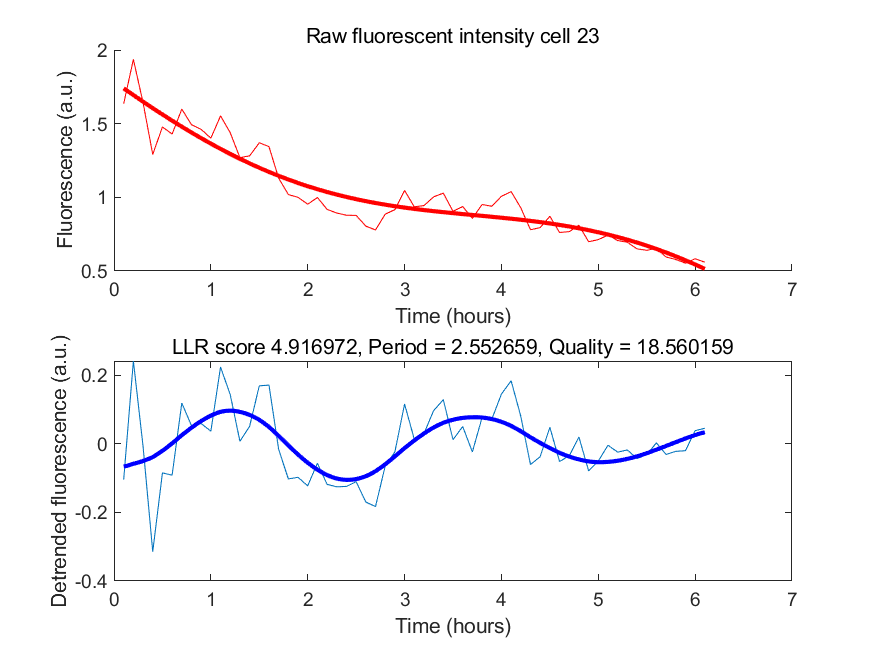 Raw fluorescent intensity cell 23
Fluorescence (a.u.)
2
1.5
1
0.5
0 1 2 3 4 5 6 7
Time (hours)
LLR score 4.916972, Period = 2.552659, Quality = 18.560159
Detrended fluorescence (a.u.)
0.2
0
-0.2
-0.4
0 1 2 3 4 5 6 7
Time (hours)